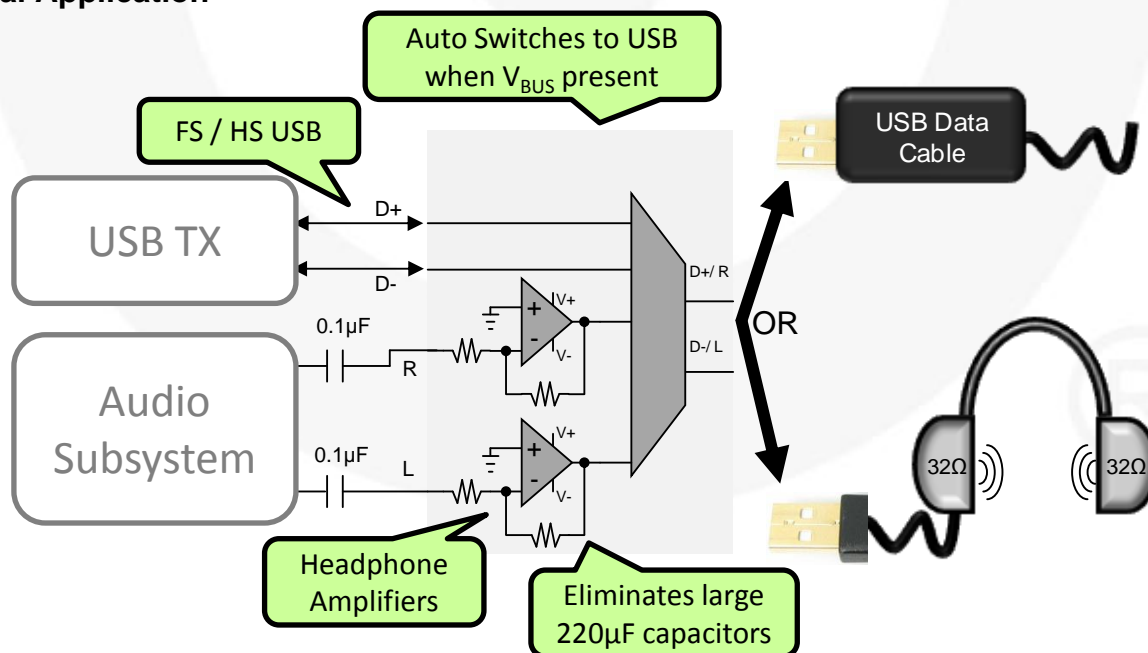 Application
Auto Switches to USB
when VBUS present
FS / HS USB
USB Data
Cable
USB TX
D+
D-
D+/ R
D-/ L
OR
0.1µF
R
+
-
V+
V-
Audio
Subsystem
0.1µF
L
+
-
V+
V-
32Ω
32Ω
Headphone
Amplifiers
Eliminates large
220µF capacitors